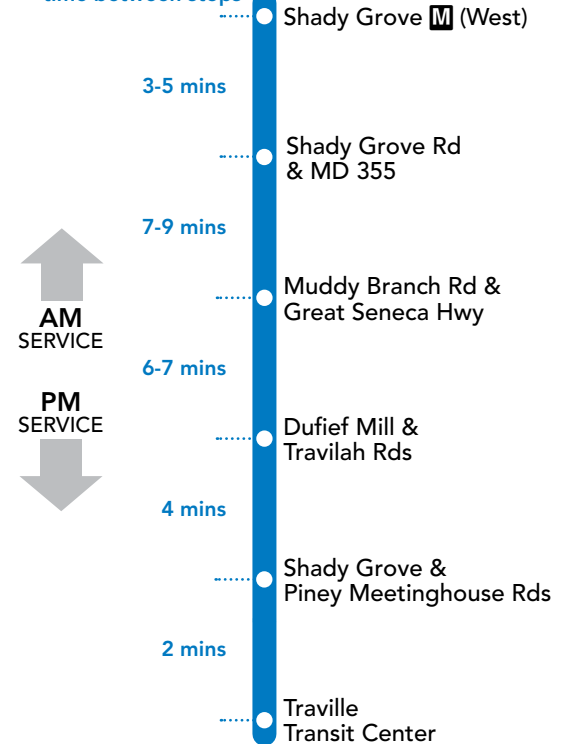 Shady Grove M (West)
3-5 mins
Shady Grove Rd
& MD 355
7-9 mins
Muddy Branch Rd &
Great Seneca Hwy
AM
SERVICE
6-7 mins
PM
SERVICE
Dufief Mill &
Travilah Rds
4 mins
Shady Grove &
Piney Meetinghouse Rds
2 mins
Traville
Transit Center